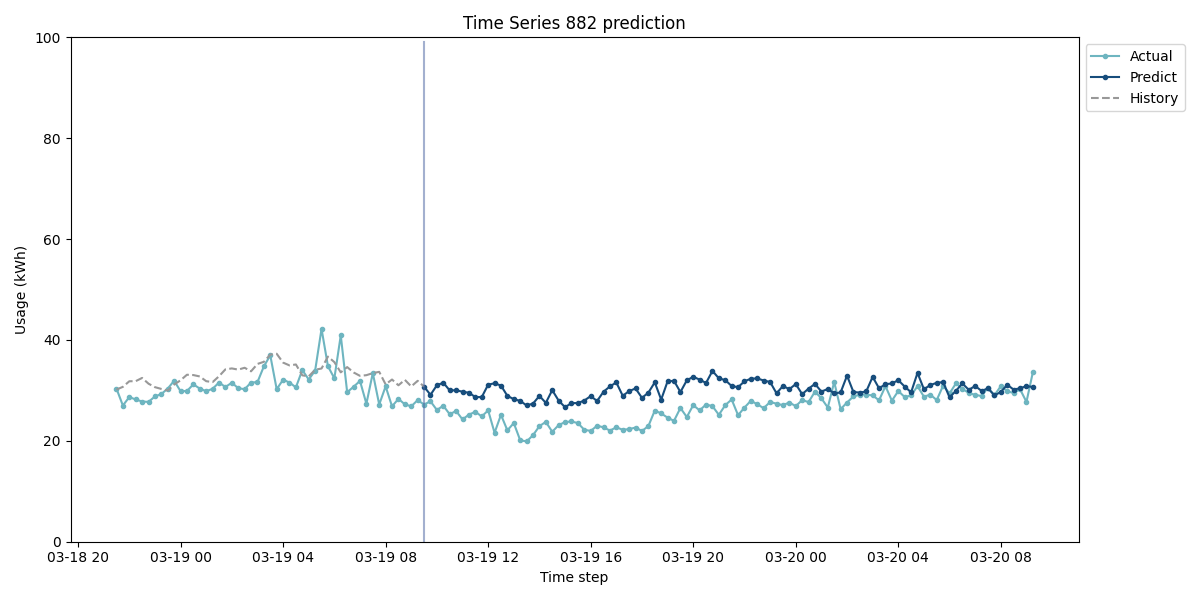 Time Series 882 prediction
Usage (kWh)
100
80
60
40
20
0
03-18 20
03-19 00
03-19 04
03-19 08
03-19 12
03-19 16
03-19 20
03-20 00
03-20 04
03-20 08
Time step
Actual
Predict
History